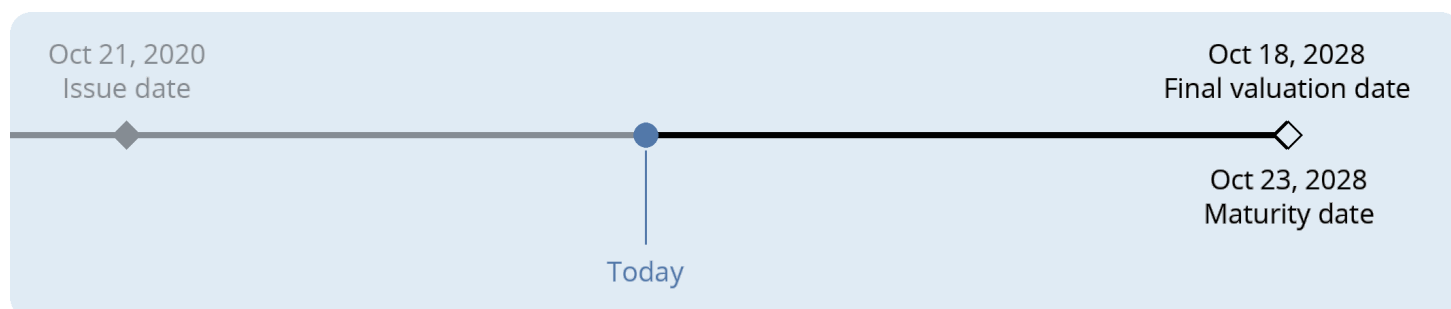 Oct 21, 2020
Issue date
Oct 18, 2028
Final valuation date
Oct 23, 2028
Maturity date
Today